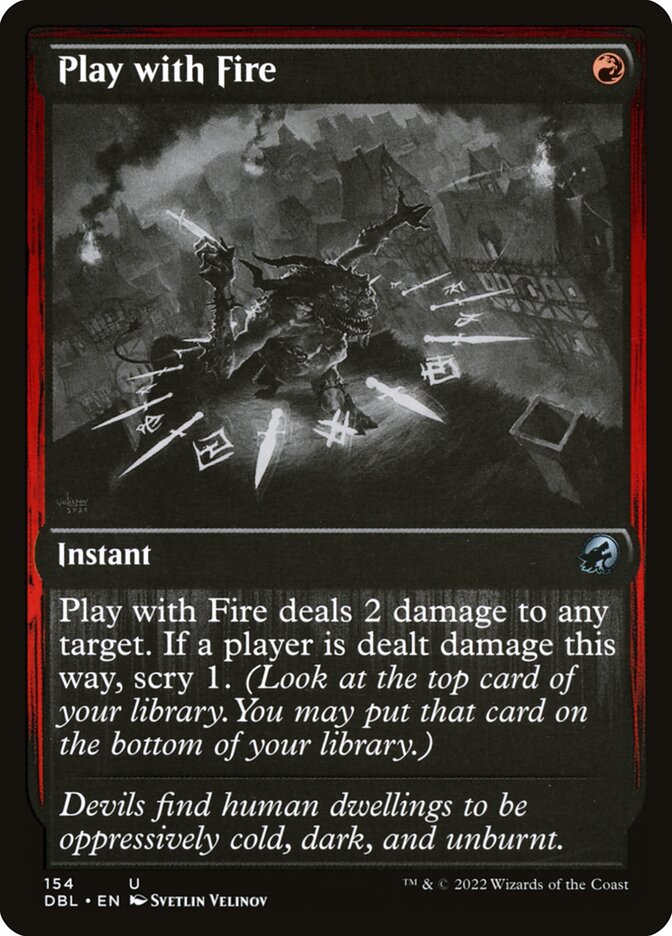 Play with Fire
VELINOV
Instant
Play with Fire deals 2 damage to any
target. If a player is dealt damage this
way, scry 1. (Look at the top card of
your library. You may put that card on
the bottom of your library.)
Devils find human dwellings to be
oppressively cold, dark, and unburnt.
154 U
DBL • EN SVETLIN VELINOV
™ & © 2022 Wizards of the Coast